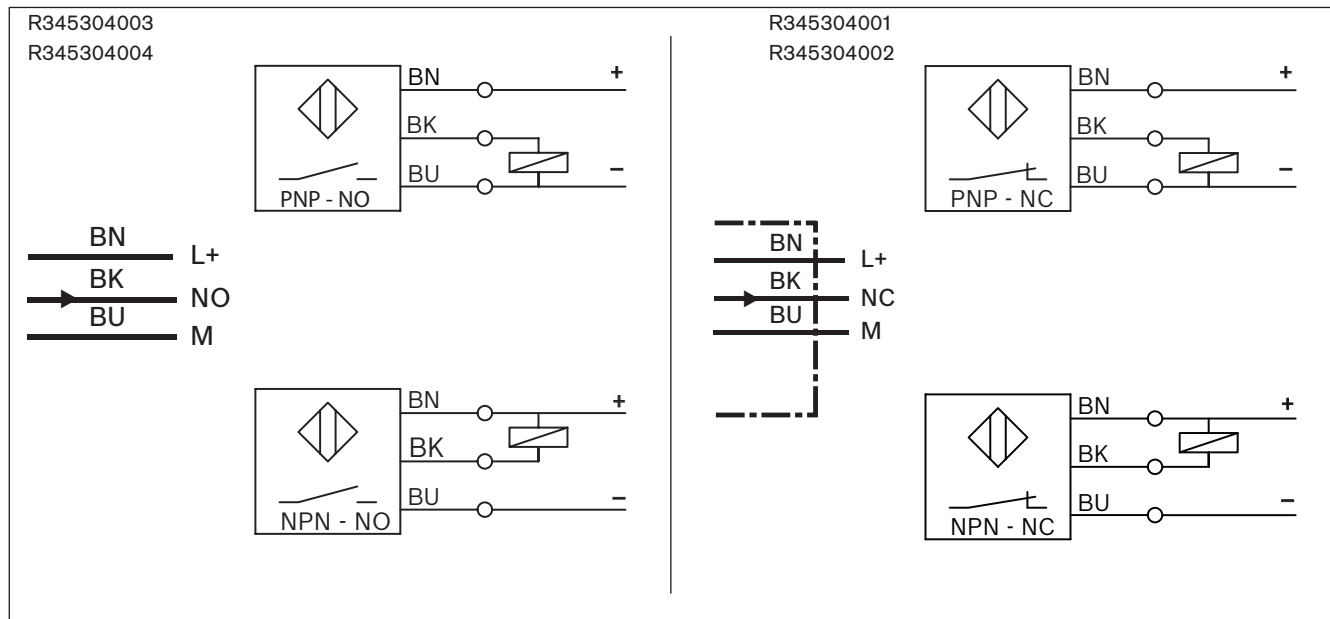 R345304003
R345304004
BN
+
BK
BU
−
PNP - NO
BN
L+
BK
NO
BU
M
BN
+
BK
BU
−
NPN - NO
R345304001
R345304002
BN
+
BK
BU
−
PNP - NC
BN
L+
BK
NC
BU
M
BN
+
BK
BU
−
NPN - NC